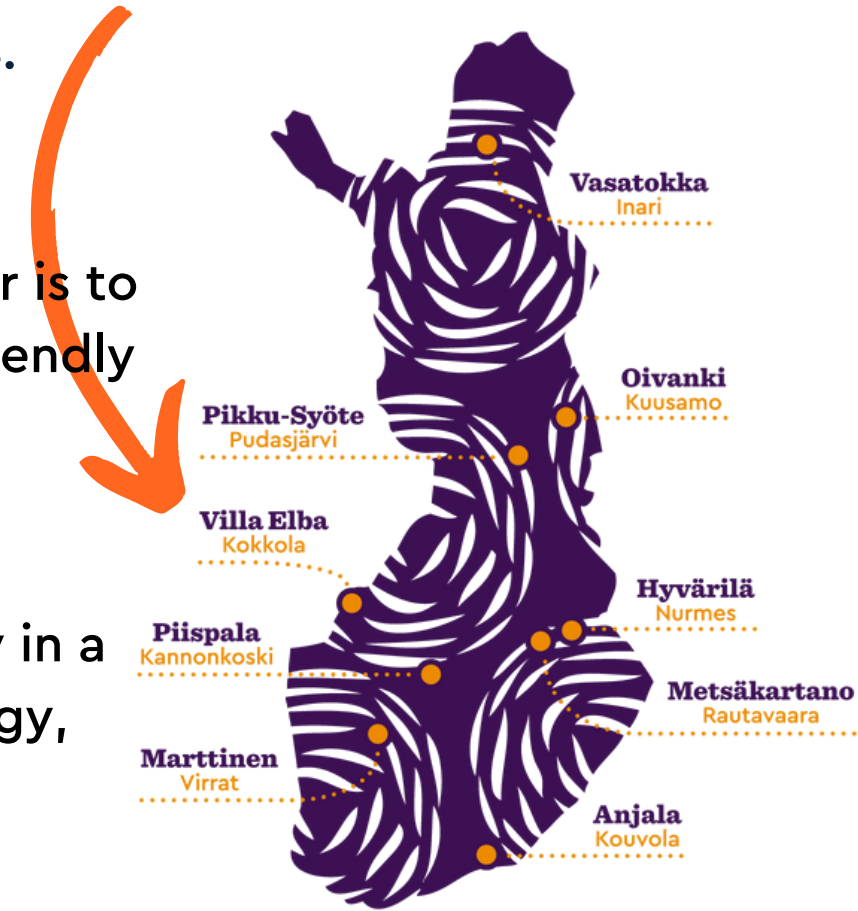 r is to
endly
y in a
gy,
Vasatokka
Inari
Oivanki
Kuusamo
Pikku-Syöte
Pudasjärvi
Villa Elba
Kokkola
Hyvärilä
Nurmes
Piispala
Kannonkoski
Metsäkartano
Rautavaara
Marttinen
Virrat
Anjala
Kouvola